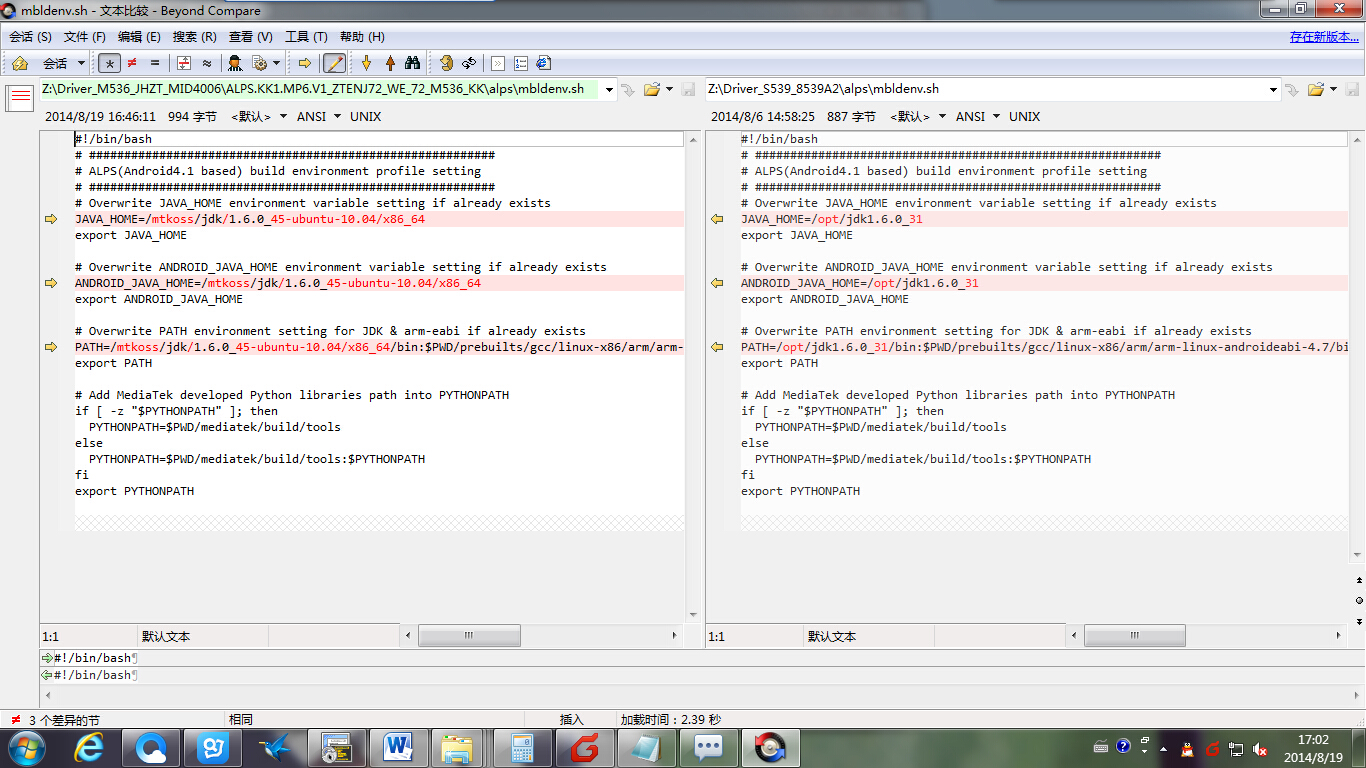 mbldenv.sh - 文本比较 - Beyond Compare
会话 (S) 文件 (F) 编辑 (E) 搜索 (R) 查看 (V) 工具 (T) 帮助 (H) 存在新版本...
会话
Z:\Driver_M536_JHZT_MID4006\ALPS.KK1.MP6.V1_ZTENJ72_WE_72_M536_KK\alps\mbldenv.sh
2014/8/19 16:46:11 994 字节 <默认> ANSI UNIX
#!/bin/bash
# ##########################################################
# ALPS(Android4.1 based) build environment profile setting
# ##########################################################
# Overwrite JAVA_HOME environment variable setting if already exists
JAVA_HOME=/mtkoss/jdk/1.6.0_45-ubuntu-10.04/x86_64
export JAVA_HOME
# Overwrite ANDROID_JAVA_HOME environment variable setting if already exists
ANDROID_JAVA_HOME=/mtkoss/jdk/1.6.0_45-ubuntu-10.04/x86_64
export ANDROID_JAVA_HOME
# Overwrite PATH environment setting for JDK & arm-eabi if already exists
PATH=/mtkoss/jdk/1.6.0_45-ubuntu-10.04/x86_64/bin:$PWD/prebuilts/gcc/linux-x86/arm/arm-
export PATH
# Add MediaTek developed Python libraries path into PYTHONPATH
if [ -z "$PYTHONPATH" ]; then
PYTHONPATH=$PWD/mediatek/build/tools
else
PYTHONPATH=$PWD/mediatek/build/tools:$PYTHONPATH
fi
export PYTHONPATH
1:1 默认文本
Z:\Driver_S539_8539A2\alps\mbldenv.sh
2014/8/6 14:58:25 887 字节 <默认> ANSI UNIX
#!/bin/bash
# ##########################################################
# ALPS(Android4.1 based) build environment profile setting
# ##########################################################
# Overwrite JAVA_HOME environment variable setting if already exists
JAVA_HOME=/opt/jdk1.6.0_31
export JAVA_HOME
# Overwrite ANDROID_JAVA_HOME environment variable setting if already exists
ANDROID_JAVA_HOME=/opt/jdk1.6.0_31
export ANDROID_JAVA_HOME
# Overwrite PATH environment setting for JDK & arm-eabi if already exists
PATH=/opt/jdk1.6.0_31/bin:$PWD/prebuilts/gcc/linux-x86/arm/arm-linux-androideabi-4.7/bi
export PATH
# Add MediaTek developed Python libraries path into PYTHONPATH
if [ -z "$PYTHONPATH" ]; then
PYTHONPATH=$PWD/mediatek/build/tools
else
PYTHONPATH=$PWD/mediatek/build/tools:$PYTHONPATH
fi
export PYTHONPATH
1:1 默认文本
#!/bin/bash¶
#!/bin/bash¶
≠ 3 个差异的节 相同 插入 加载时间：2.39 秒
17:02
2014/8/19